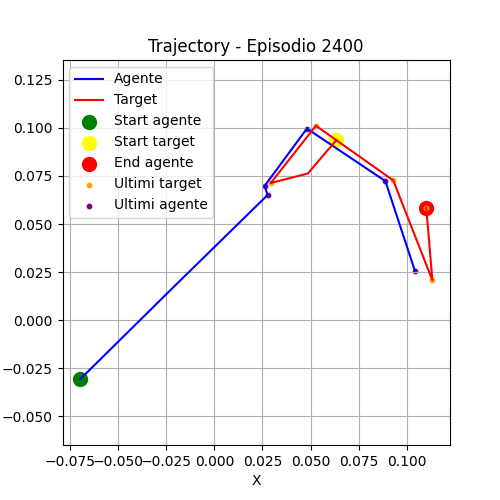 Trajectory - Episodio 2400
Agente
Target
Start agente
Start target
End agente
Ultimi target
Ultimi agente
0.125
0.100
0.075
0.050
0.025
0.000
−0.025
−0.050
−0.075 −0.050 −0.025 0.000 0.025 0.050 0.075 0.100
X